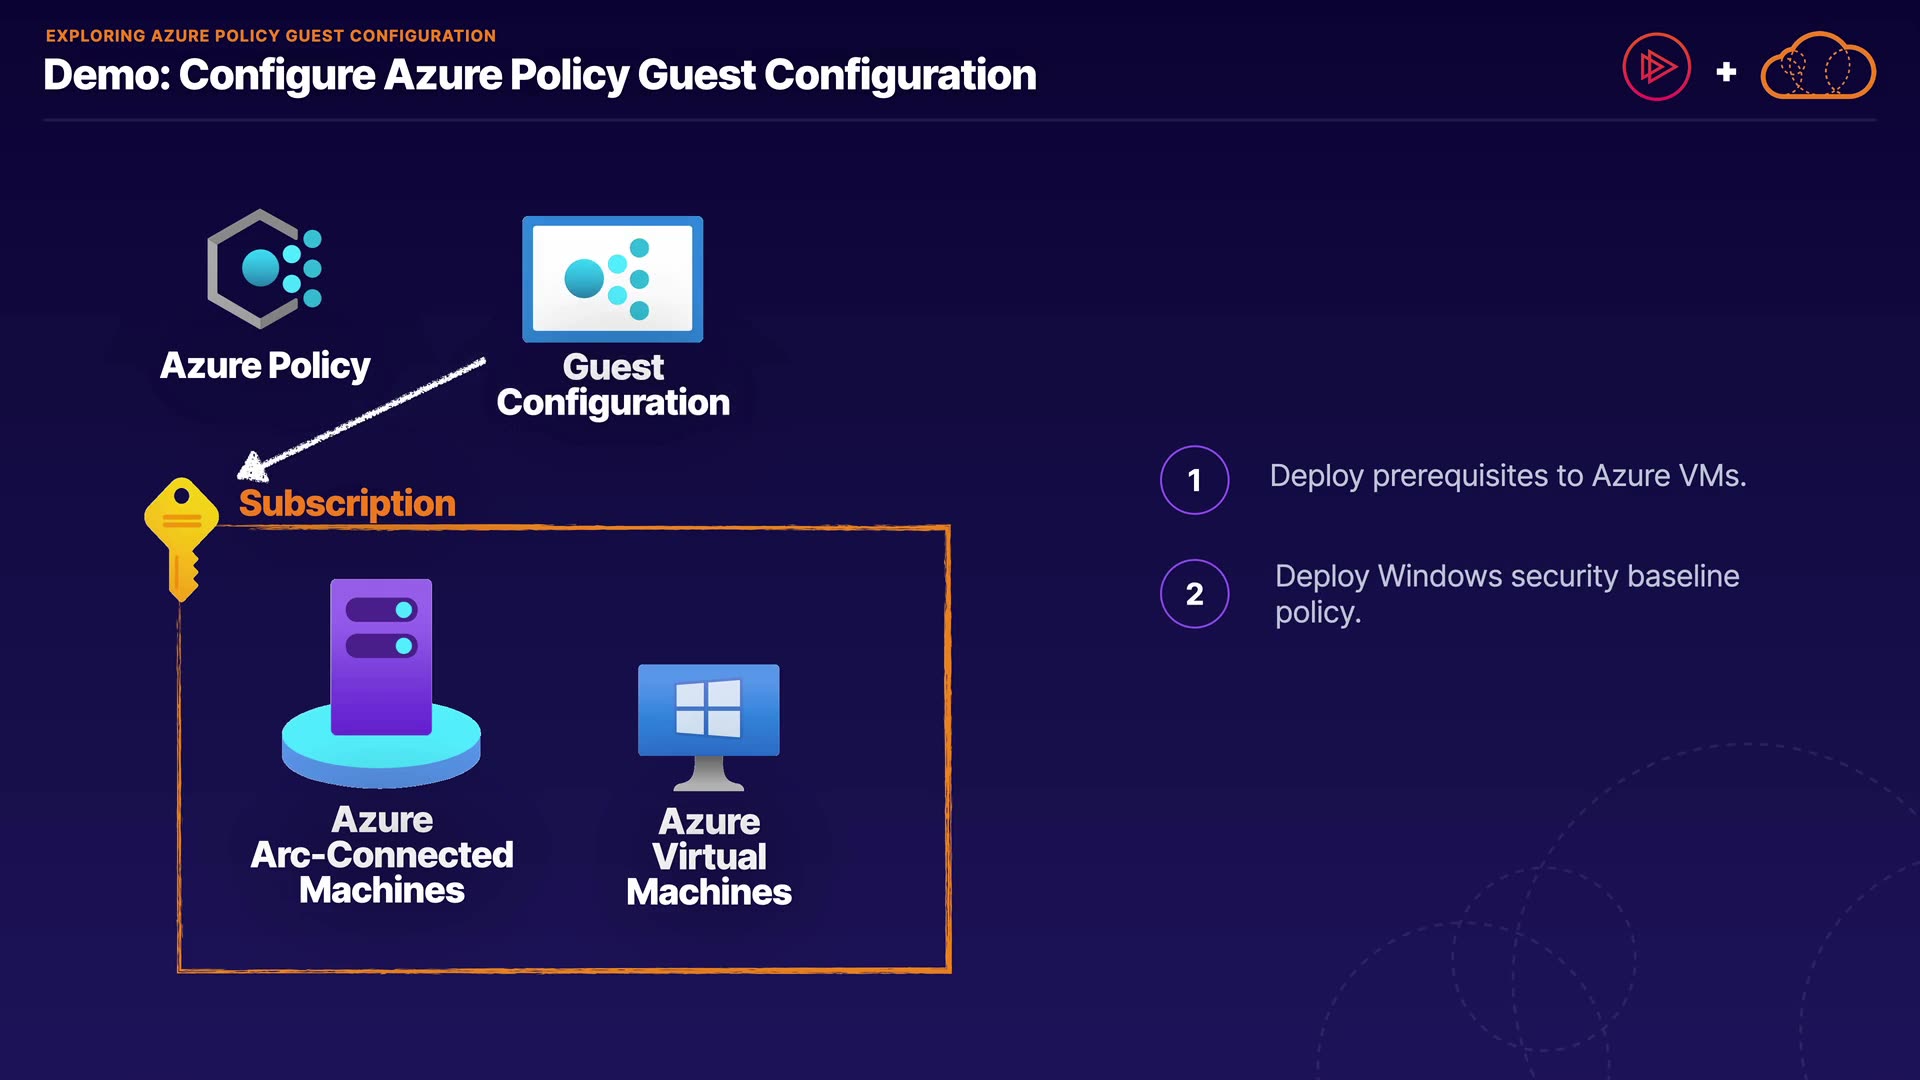 EXPLORING AZURE POLICY GUEST CONFIGURATION
Demo: Configure Azure Policy Guest Configuration
Azure Policy
Guest
Configuration
Subscription
Azure
Arc-Connected
Machines
Azure
Virtual
Machines
1
Deploy prerequisites to Azure VMs.
2
Deploy Windows security baseline
policy.